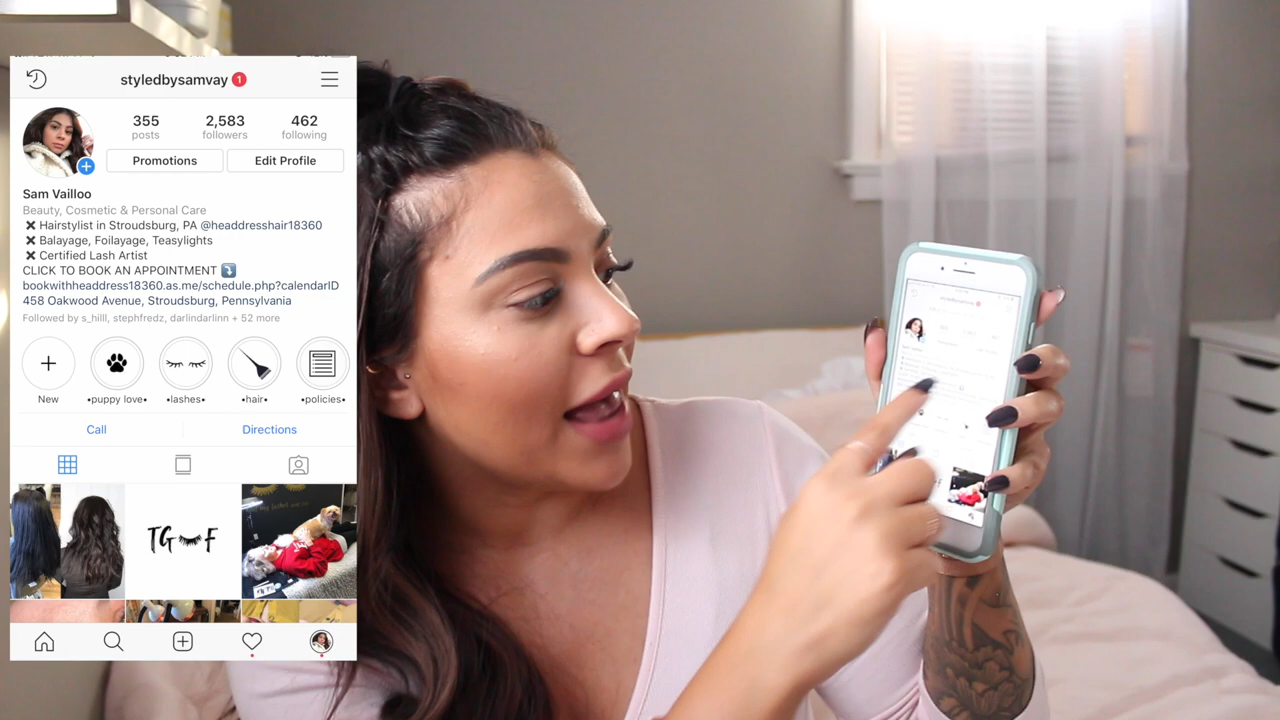 styledbysamvay 1
355 2,583 462
posts followers following
Promotions Edit Profile
Sam Vailloo
Beauty, Cosmetic & Personal Care
❌ Hairstylist in Stroudsburg, PA @headdresshair18360
❌ Balayage, Foilayage, Teasylights
❌ Certified Lash Artist
CLICK TO BOOK AN APPOINTMENT ⤵️
bookwithheaddress18360.as.me/schedule.php?calendarID
458 Oakwood Avenue, Stroudsburg, Pennsylvania
Followed by s_hilll, stephfredz, darlindarlinn + 52 more
New •puppy love• •lashes• •hair• •policies•
Call Directions
TG F
styledbysamvay